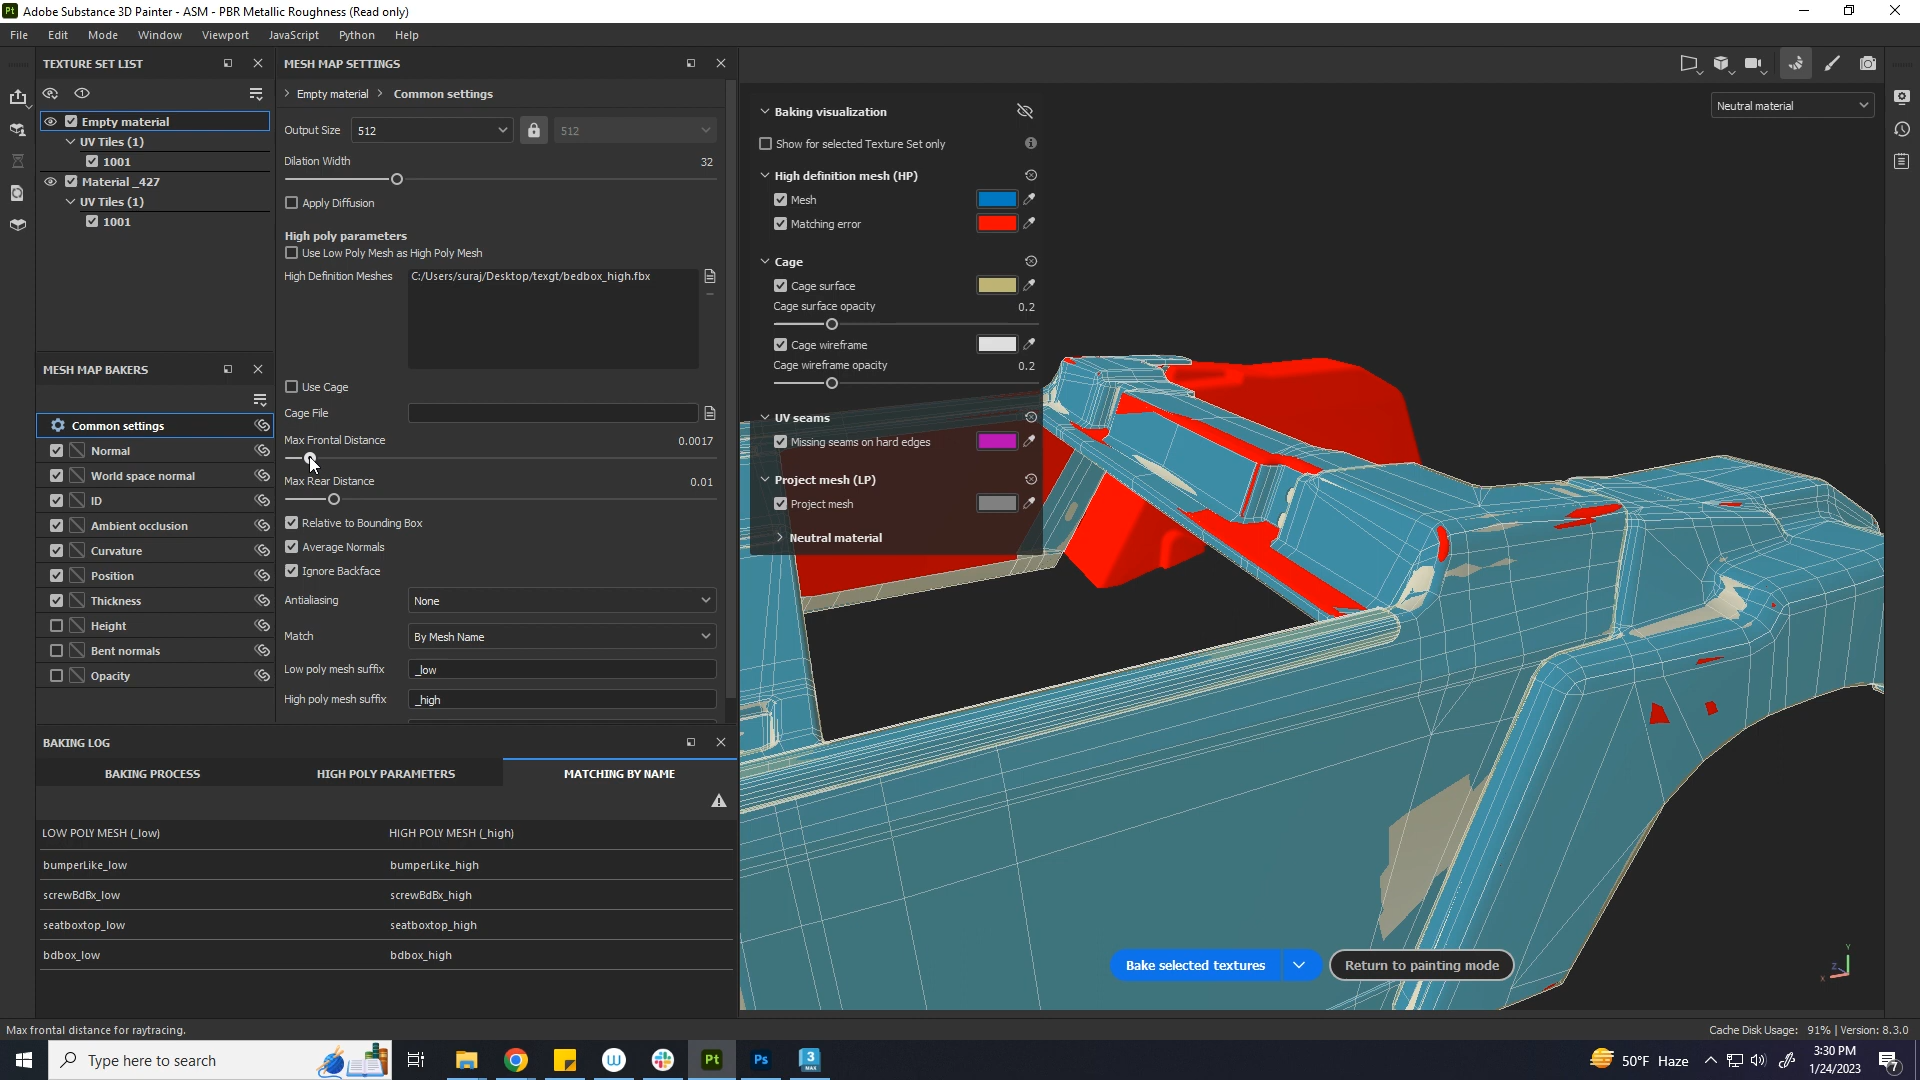 Pt Adobe Substance 3D Painter - ASM - PBR Metallic Roughness (Read only)
File Edit Mode Window Viewport JavaScript Python Help
TEXTURE SET LIST
Empty material
UV Tiles (1)
1001
Material _427
UV Tiles (1)
1001
MESH MAP BAKERS
Common settings
Normal
World space normal
ID
Ambient occlusion
Curvature
Position
Thickness
Height
Bent normals
Opacity
MESH MAP SETTINGS
Empty material Common settings
Output Size 512 512
Dilation Width 32
Apply Diffusion
High poly parameters
Use Low Poly Mesh as High Poly Mesh
High Definition Meshes C:/Users/suraj/Desktop/texgt/bedbox_high.fbx
Use Cage
Cage File
Max Frontal Distance 0.0017
Max Rear Distance 0.01
Relative to Bounding Box
Average Normals
Ignore Backface
Antialiasing None
Match By Mesh Name
Low poly mesh suffix _low
High poly mesh suffix _high
BAKING LOG
BAKING PROCESS HIGH POLY PARAMETERS MATCHING BY NAME
LOW POLY MESH (_low) HIGH POLY MESH (_high)
bumperLike_low bumperLike_high
screwBdBx_low screwBdBx_high
seatboxtop_low seatboxtop_high
bdbox_low bdbox_high
Baking visualization
Show for selected Texture Set only
High definition mesh (HP)
Mesh
Matching error
Cage
Cage surface
Cage surface opacity 0.2
Cage wireframe
Cage wireframe opacity 0.2
UV seams
Missing seams on hard edges
Project mesh (LP)
Project mesh
Neutral material
Neutral material
Bake selected textures Return to painting mode
Y
Z
X
Max frontal distance for raytracing.
Cache Disk Usage: 91% | Version: 8.3.0
Type here to search
W
Pt
Ps
3
MAX
50°F Haze
3:30 PM
1/24/2023
7